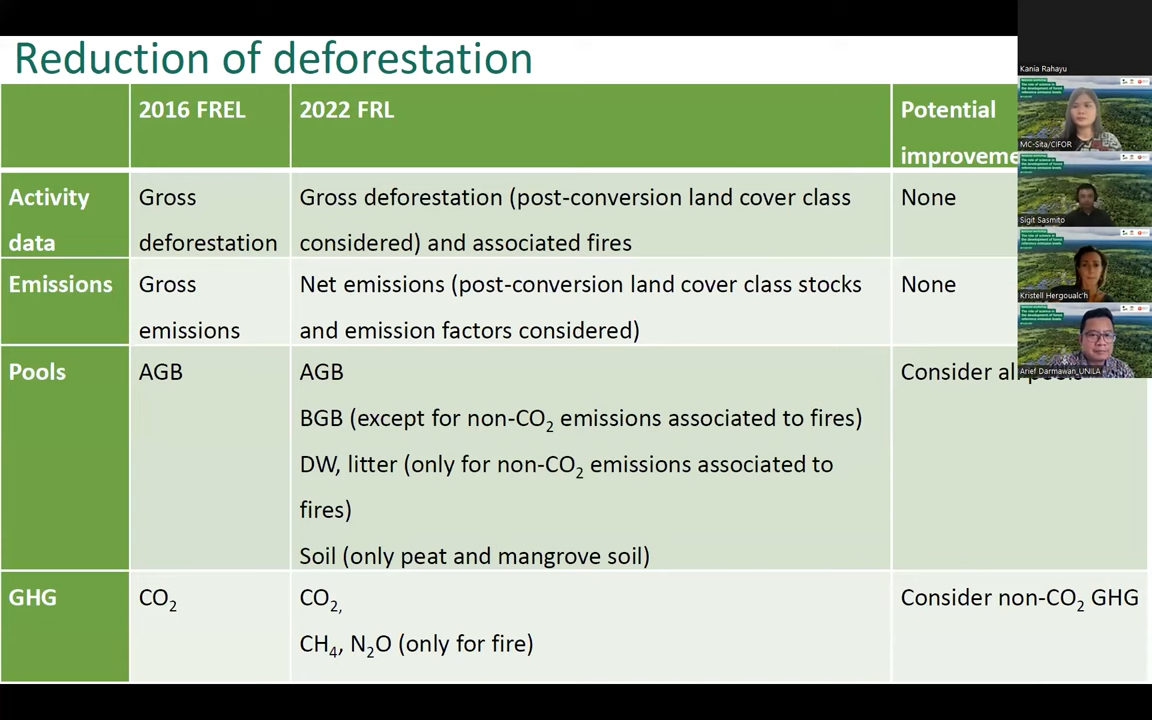 Reduction of deforestation
2016 FREL
2022 FRL
Potential
improveme
Activity
data
Gross
deforestation
Gross deforestation (post-conversion land cover class
considered) and associated fires
None
Emissions
Gross
emissions
Net emissions (post-conversion land cover class stocks
and emission factors considered)
None
Pools
AGB
AGB
BGB (except for non-CO₂ emissions associated to fires)
DW, litter (only for non-CO₂ emissions associated to
fires)
Soil (only peat and mangrove soil)
Consider all
GHG
CO₂
CO₂,
CH₄, N₂O (only for fire)
Consider non-CO₂ GHG
Kania Rahayu
MC-Sita/CIFOR
Sigit Sasmito
Kristell Hergoualc'h
Arief Darmawan_UNILA